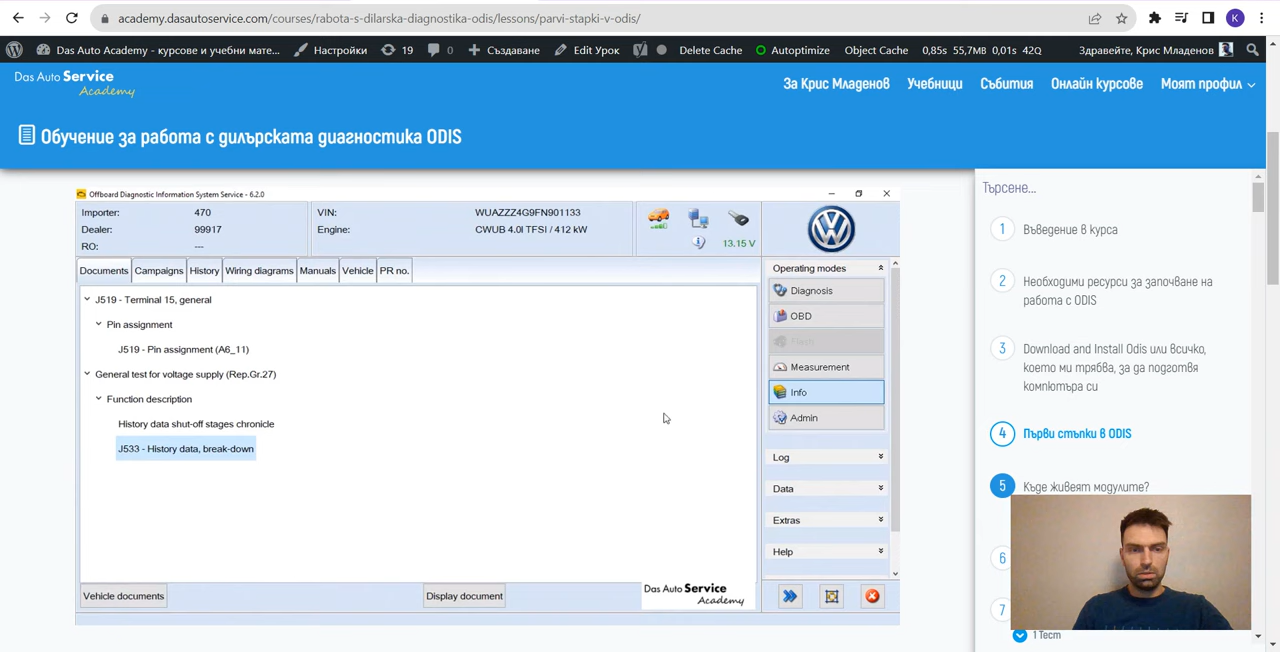 academy.dasautoservice.com/courses/rabota-s-dilarska-diagnostika-odis/lessons/parvi-stapki-v-odis/
K
Das Auto Academy - курсове и учебни мате...
Настройки
19
0
Създаване
Edit Урок
Delete Cache
Autoptimize
Object Cache
0,85s 55,7MB 0,01s 42Q
Здравейте, Крис Младенов
Das Auto Service
Academy
За Крис Младенов
Учебници
Събития
Онлайн курсове
Моят профил
Обучение за работа с дилърската диагностика ODIS
Offboard Diagnostic Information System Service - 6.2.0
Importer: 470
Dealer: 99917
RO: ---
VIN: WUAZZZ4G9FN901133
Engine: CWUB 4.0l TFSI / 412 kW
13.15 V
Documents
Campaigns
History
Wiring diagrams
Manuals
Vehicle
PR no.
J519 - Terminal 15, general
Pin assignment
J519 - Pin assignment (A6_11)
General test for voltage supply (Rep.Gr.27)
Function description
History data shut-off stages chronicle
J533 - History data, break-down
Operating modes
Diagnosis
OBD
Flash
Measurement
Info
Admin
Log
Data
Extras
Help
Vehicle documents
Display document
Das Auto Service
Academy
Търсене...
1 Въведение в курса
2 Необходими ресурси за започване на
работа с ODIS
3 Download and Install Odis или всичко,
което ми трябва, за да подготвя
компютъра си
4 Първи стъпки в ODIS
5 Къде живеят модулите?
6
7
1 Тест